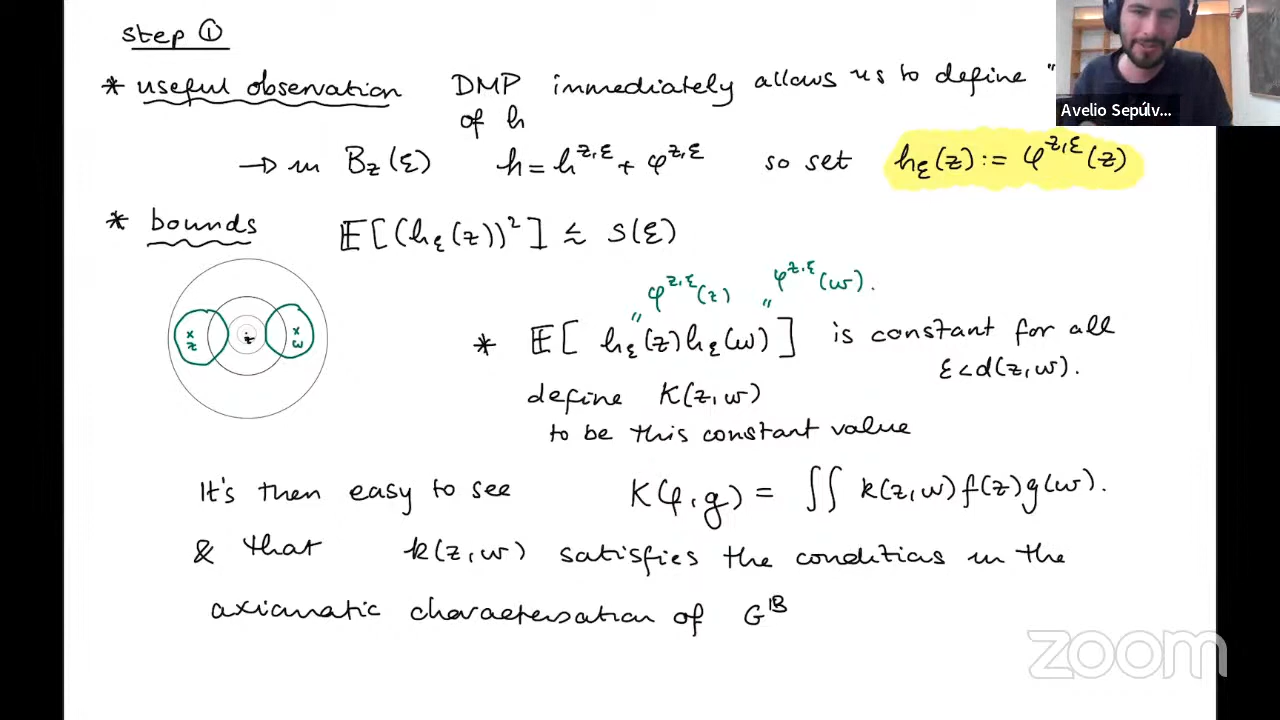 step ①
* useful observation DMP immediately allows us to define "
of h
→ in B_z(ε) h = h^{z,ε} + φ^{z,ε} so set h_ε(z) := φ^{z,ε}(z)
* bounds 𝔼[(h_ε(z))²] ≲ s(ε)
φ^{z,ε}(z) φ^{z,ε}(w).
" "
* 𝔼[ h_ε(z) h_ε(w) ] is constant for all
ε < d(z,w).
x x
z z w
define K(z,w)
to be this constant value
It's then easy to see K(φ,g) = ∬ k(z,w) f(z) g(w).
& that k(z,w) satisfies the conditions in the
axiomatic characterisation of G^𝔹
Avelio Sepúlv...
zoom